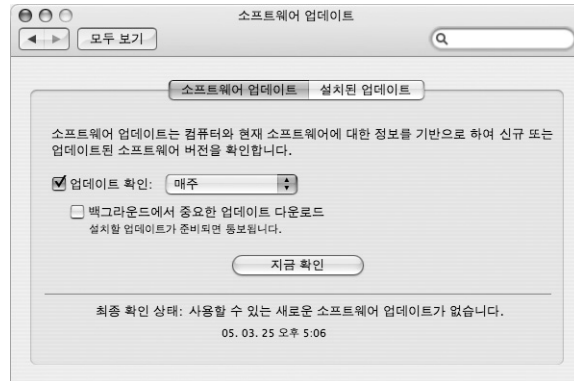 소프트웨어 업데이트
모두 보기
소프트웨어 업데이트 설치된 업데이트
소프트웨어 업데이트는 컴퓨터와 현재 소프트웨어에 대한 정보를 기반으로 하여 신규 또는
업데이트된 소프트웨어 버전을 확인합니다.
업데이트 확인: 매주
백그라운드에서 중요한 업데이트 다운로드
설치할 업데이트가 준비되면 통보됩니다.
지금 확인
최종 확인 상태: 사용할 수 있는 새로운 소프트웨어 업데이트가 없습니다.
05. 03. 25 오후 5:06